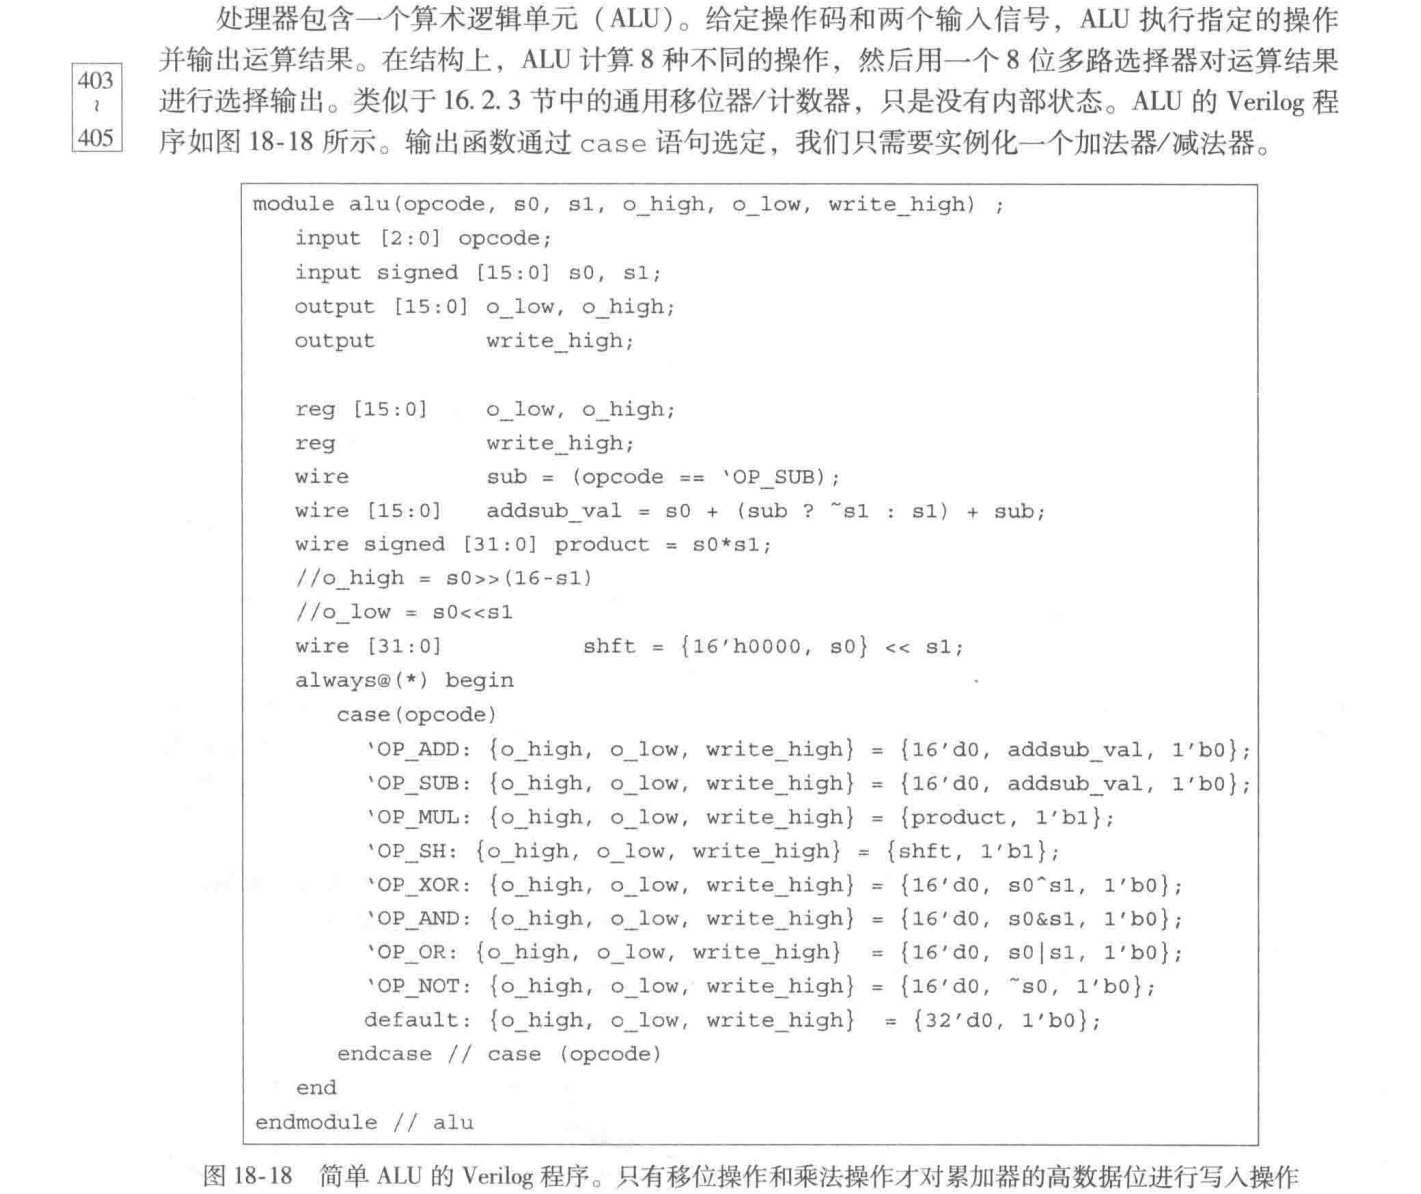 处理器包含一个算术逻辑单元（ALU）。给定操作码和两个输入信号，ALU 执行指定的操作
并输出运算结果。在结构上，ALU 计算 8 种不同的操作，然后用一个 8 位多路选择器对运算结果
进行选择输出。类似于 16.2.3 节中的通用移位器/计数器，只是没有内部状态。ALU 的 Verilog 程
序如图 18-18 所示。输出函数通过 case 语句选定，我们只需要实例化一个加法器/减法器。
403
≀
405
module alu(opcode, s0, s1, o_high, o_low, write_high) ;
input [2:0] opcode;
input signed [15:0] s0, s1;
output [15:0] o_low, o_high;
output write_high;
reg [15:0] o_low, o_high;
reg write_high;
wire sub = (opcode == `OP_SUB);
wire [15:0] addsub_val = s0 + (sub ? ~s1 : s1) + sub;
wire signed [31:0] product = s0*s1;
//o_high = s0>>(16-s1)
//o_low = s0<<s1
wire [31:0] shft = {16'h0000, s0} << s1;
always@(*) begin
case(opcode)
`OP_ADD: {o_high, o_low, write_high} = {16'd0, addsub_val, 1'b0};
`OP_SUB: {o_high, o_low, write_high} = {16'd0, addsub_val, 1'b0};
`OP_MUL: {o_high, o_low, write_high} = {product, 1'b1};
`OP_SH: {o_high, o_low, write_high} = {shft, 1'b1};
`OP_XOR: {o_high, o_low, write_high} = {16'd0, s0^s1, 1'b0};
`OP_AND: {o_high, o_low, write_high} = {16'd0, s0&s1, 1'b0};
`OP_OR: {o_high, o_low, write_high} = {16'd0, s0|s1, 1'b0};
`OP_NOT: {o_high, o_low, write_high} = {16'd0, ~s0, 1'b0};
default: {o_high, o_low, write_high} = {32'd0, 1'b0};
endcase // case (opcode)
end
endmodule // alu
图 18-18 简单 ALU 的 Verilog 程序。只有移位操作和乘法操作才对累加器的高数据位进行写入操作